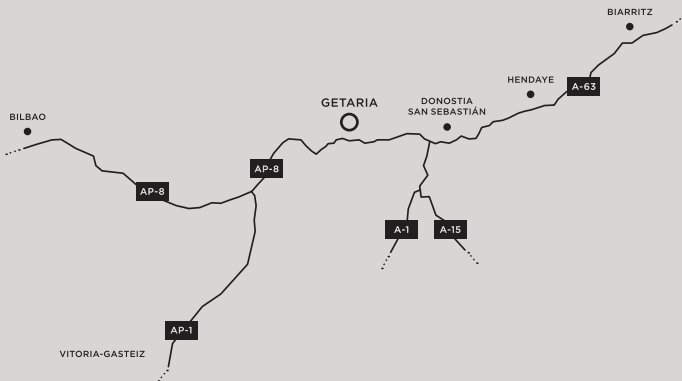 BIARRITZ
HENDAYE
A-63
GETARIA
DONOSTIA
SAN SEBASTIÁN
BILBAO
AP-8
AP-8
A-1
A-15
AP-1
VITORIA-GASTEIZ